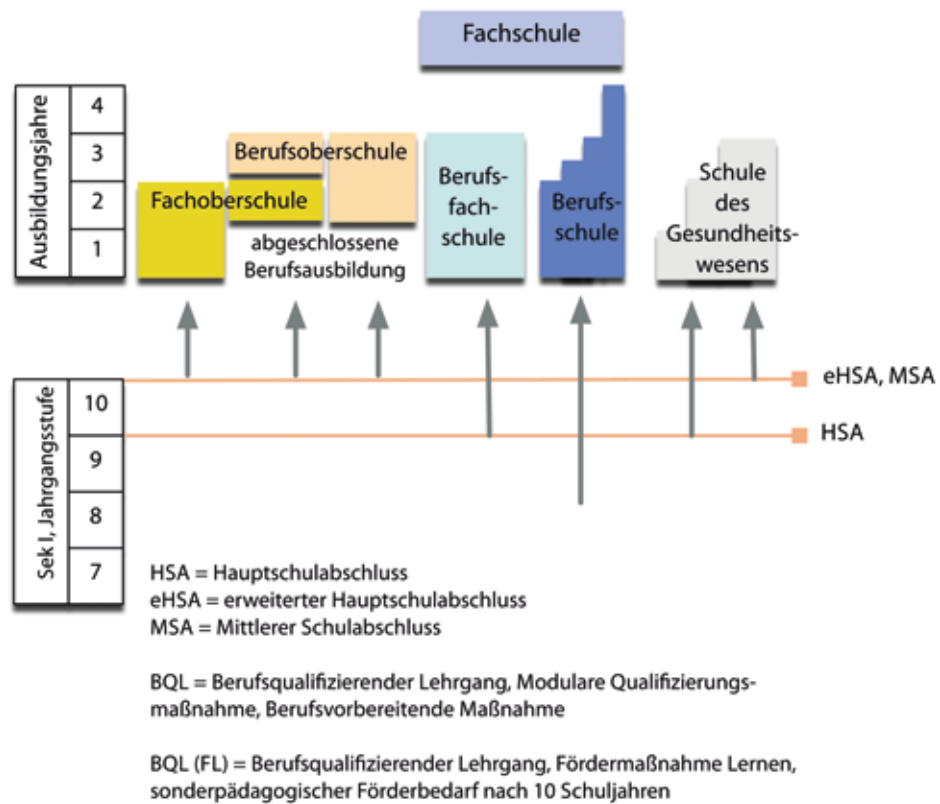 Fachschule
Ausbildungsjahre
4
3
2
1
Fachoberschule
Berufsoberschule
abgeschlossene
Berufsausbildung
Berufs-
fach-
schule
Berufs-
schule
Schule
des
Gesundheits-
wesens
Sek I, Jahrgangsstufe
10
9
8
7
eHSA, MSA
HSA
HSA = Hauptschulabschluss
eHSA = erweiterter Hauptschulabschluss
MSA = Mittlerer Schulabschluss
BQL = Berufsqualifizierender Lehrgang, Modulare Qualifizierungs-
maßnahme, Berufsvorbereitende Maßnahme
BQL (FL) = Berufsqualifizierender Lehrgang, Fördermaßnahme Lernen,
sonderpädagogischer Förderbedarf nach 10 Schuljahren